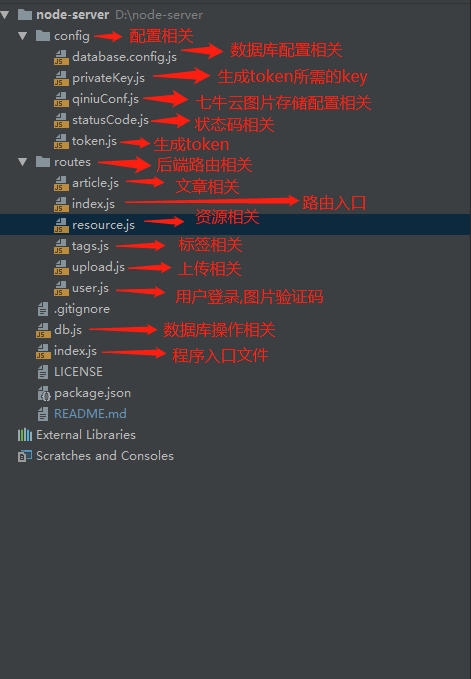 node-server D:\node-server
config 配置相关
database.config.js 数据库配置相关
privateKey.js 生成token所需的key
qiniuConf.js 七牛云图片存储配置相关
statusCode.js 状态码相关
token.js 生成token
routes 后端路由相关
article.js 文章相关
index.js 路由入口
resource.js 资源相关
tags.js 标签相关
upload.js 上传相关
user.js 用户登录,图片验证码
.gitignore
db.js 数据库操作相关
index.js 程序入口文件
LICENSE
package.json
README.md
External Libraries
Scratches and Consoles